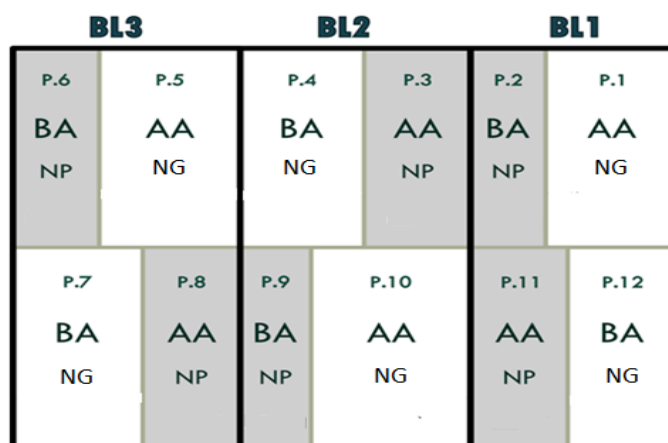 BL3 BL2 BL1
P.6 P.5 P.4 P.3 P.2 P.1
BA AA BA AA BA AA
NP NG NG NP NP NG
P.7 P.8 P.9 P.10 P.11 P.12
BA AA BA AA AA BA
NG NP NP NG NP NG